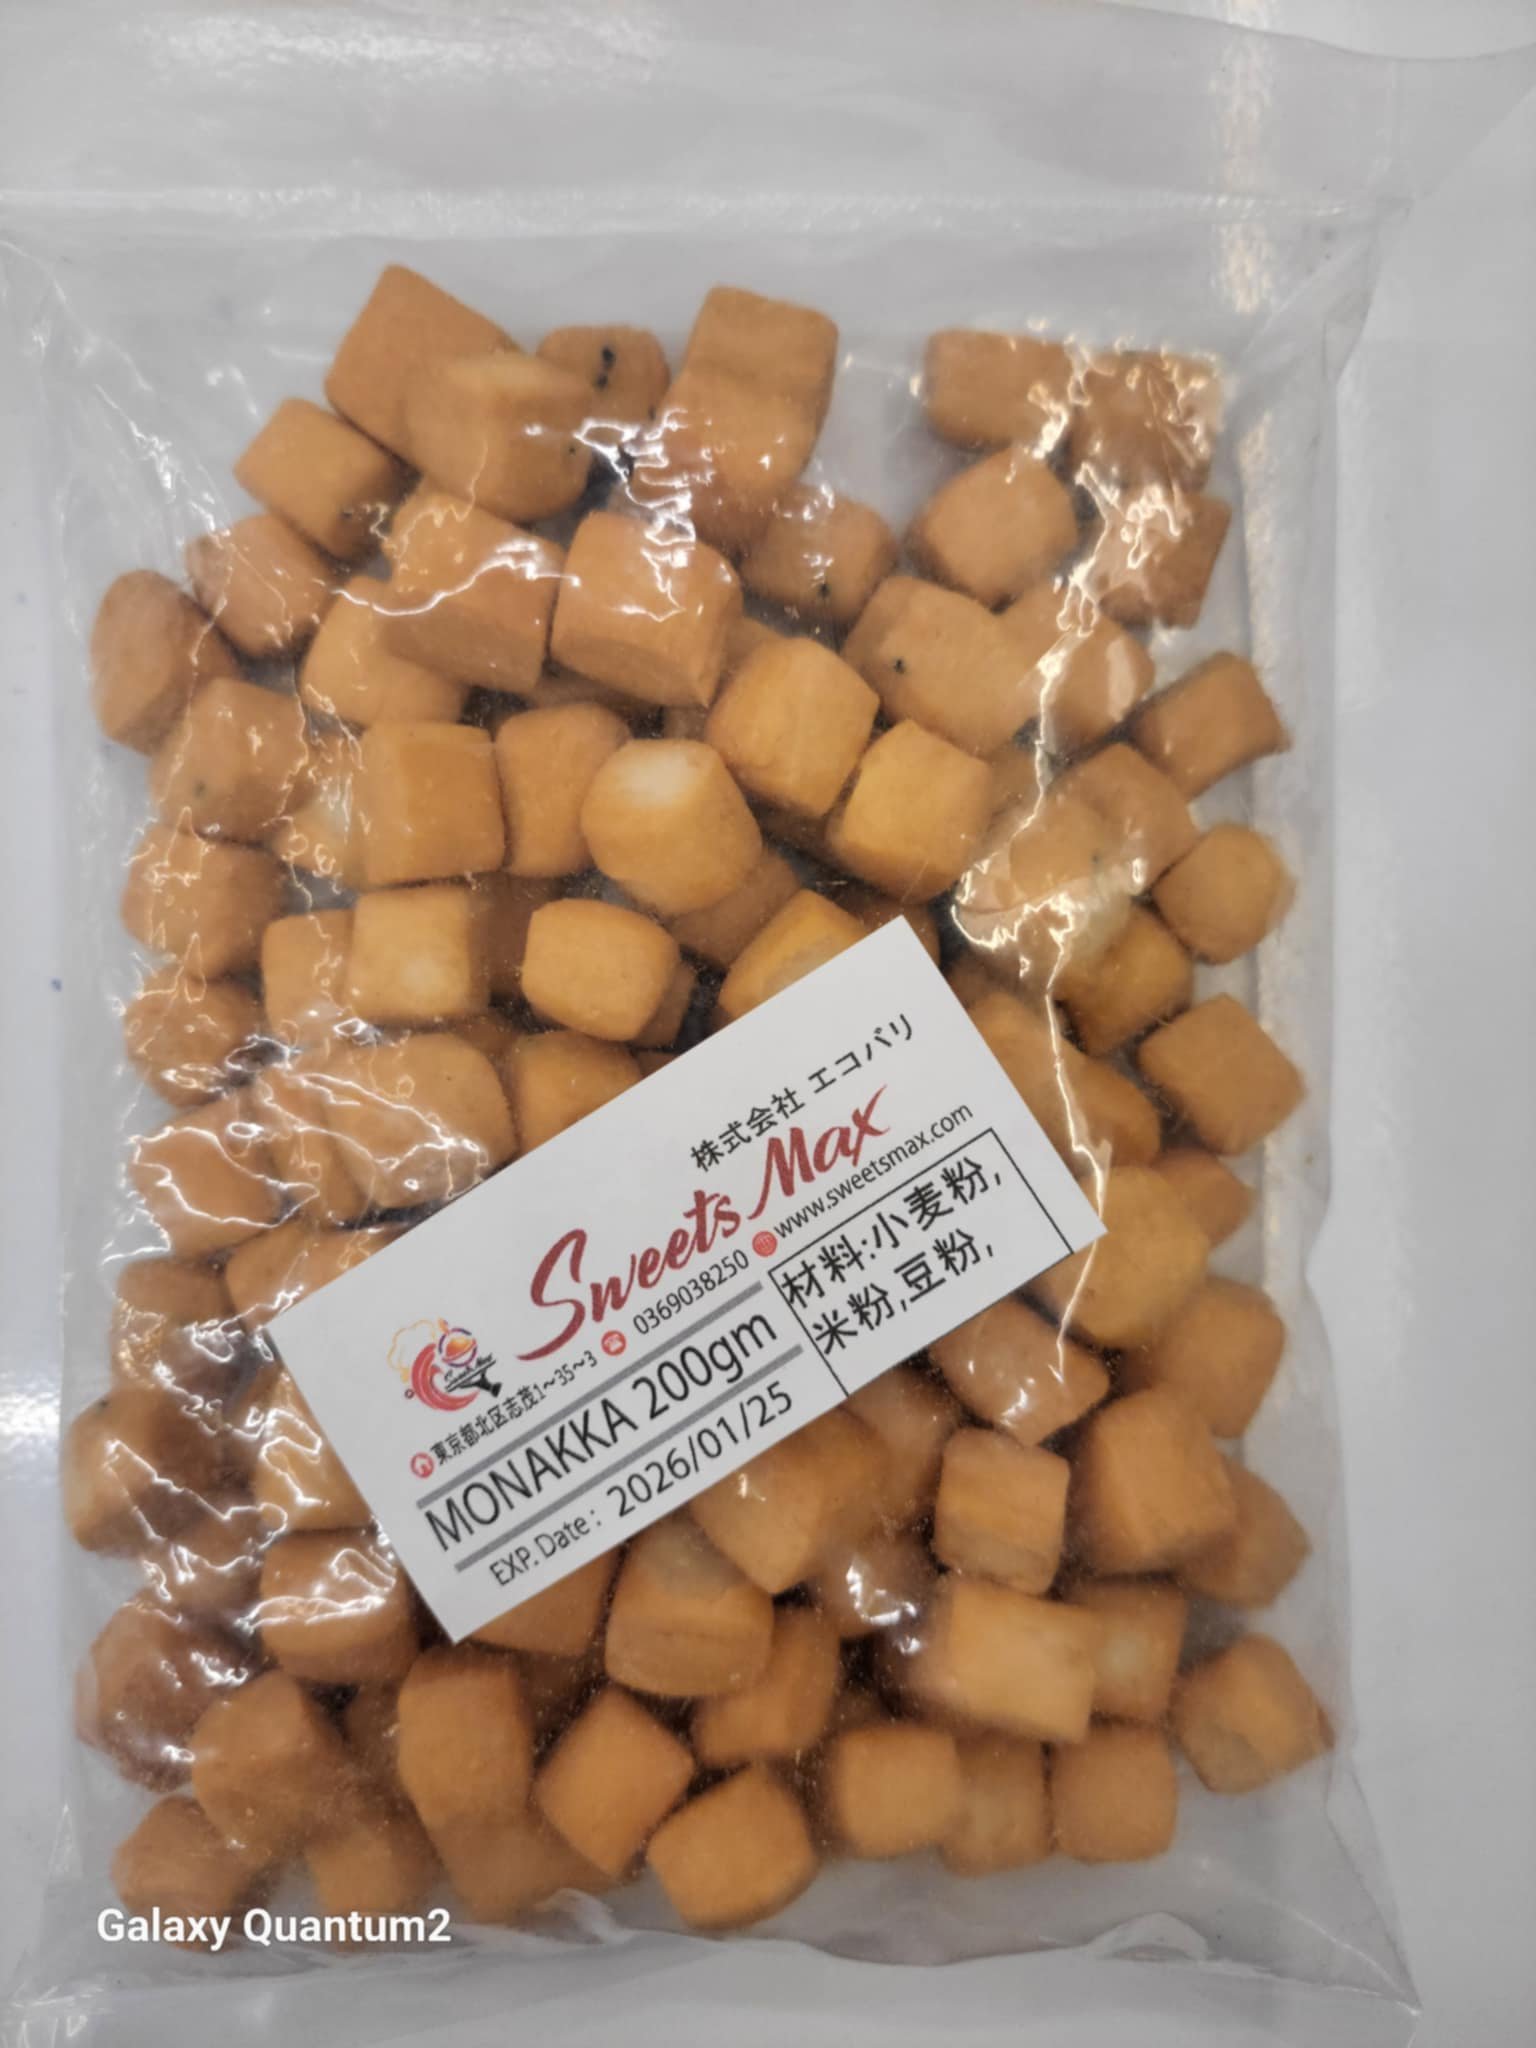 株式会社 エコバリ
Sweets Max
東京都北区志茂1~35~3 0369038250 www.sweetsmax.com
MONAKKA 200gm
EXP. Date : 2026/01/25
材料:小麦粉,
米粉,豆粉,
Galaxy Quantum2